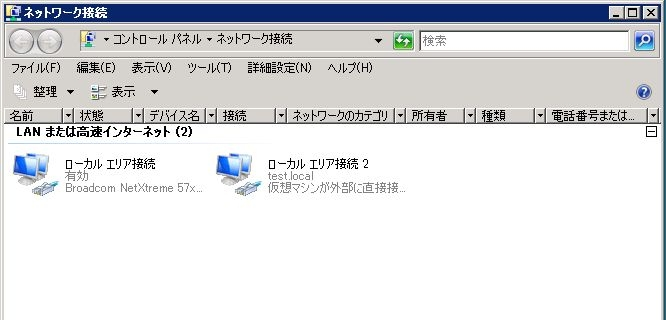 ネットワーク接続
コントロール パネル ネットワーク接続 検索
ファイル(F) 編集(E) 表示(V) ツール(T) 詳細設定(N) ヘルプ(H)
整理 表示
名前 状態 デバイス名 接続 ネットワークのカテゴリ 所有者 種類 電話番号または...
LAN または高速インターネット (2)
ローカル エリア接続 ローカル エリア接続 2
有効 test.local
Broadcom NetXtreme 57x... 仮想マシンが外部に直接接...